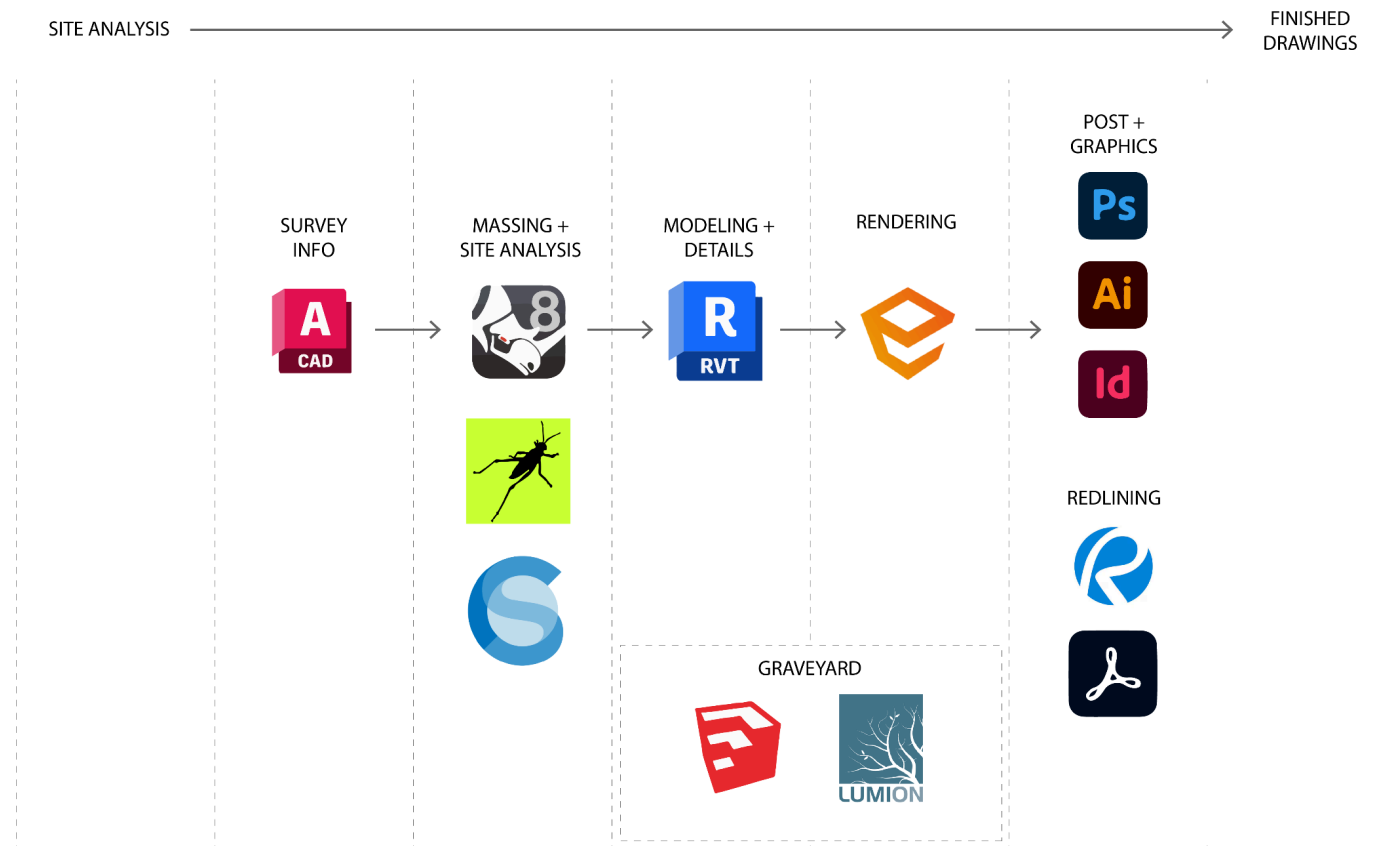 SITE ANALYSIS
FINISHED
DRAWINGS
SURVEY
INFO
A
CAD
MASSING +
SITE ANALYSIS
8
MODELING +
DETAILS
R
RVT
RENDERING
POST +
GRAPHICS
Ps
Ai
Id
REDLINING
GRAVEYARD
LUMION